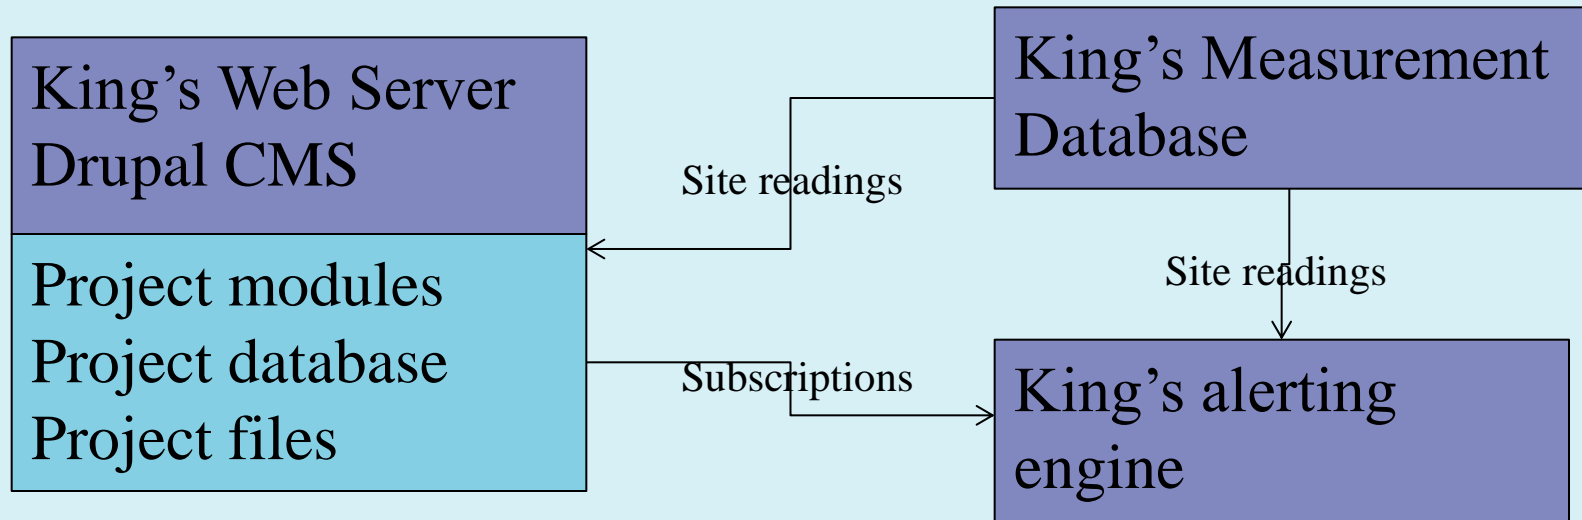 King’s Web Server
Drupal CMS
Project modules
Project database
Project files
Site readings
Subscriptions
King’s Measurement
Database
Site readings
King’s alerting
engine